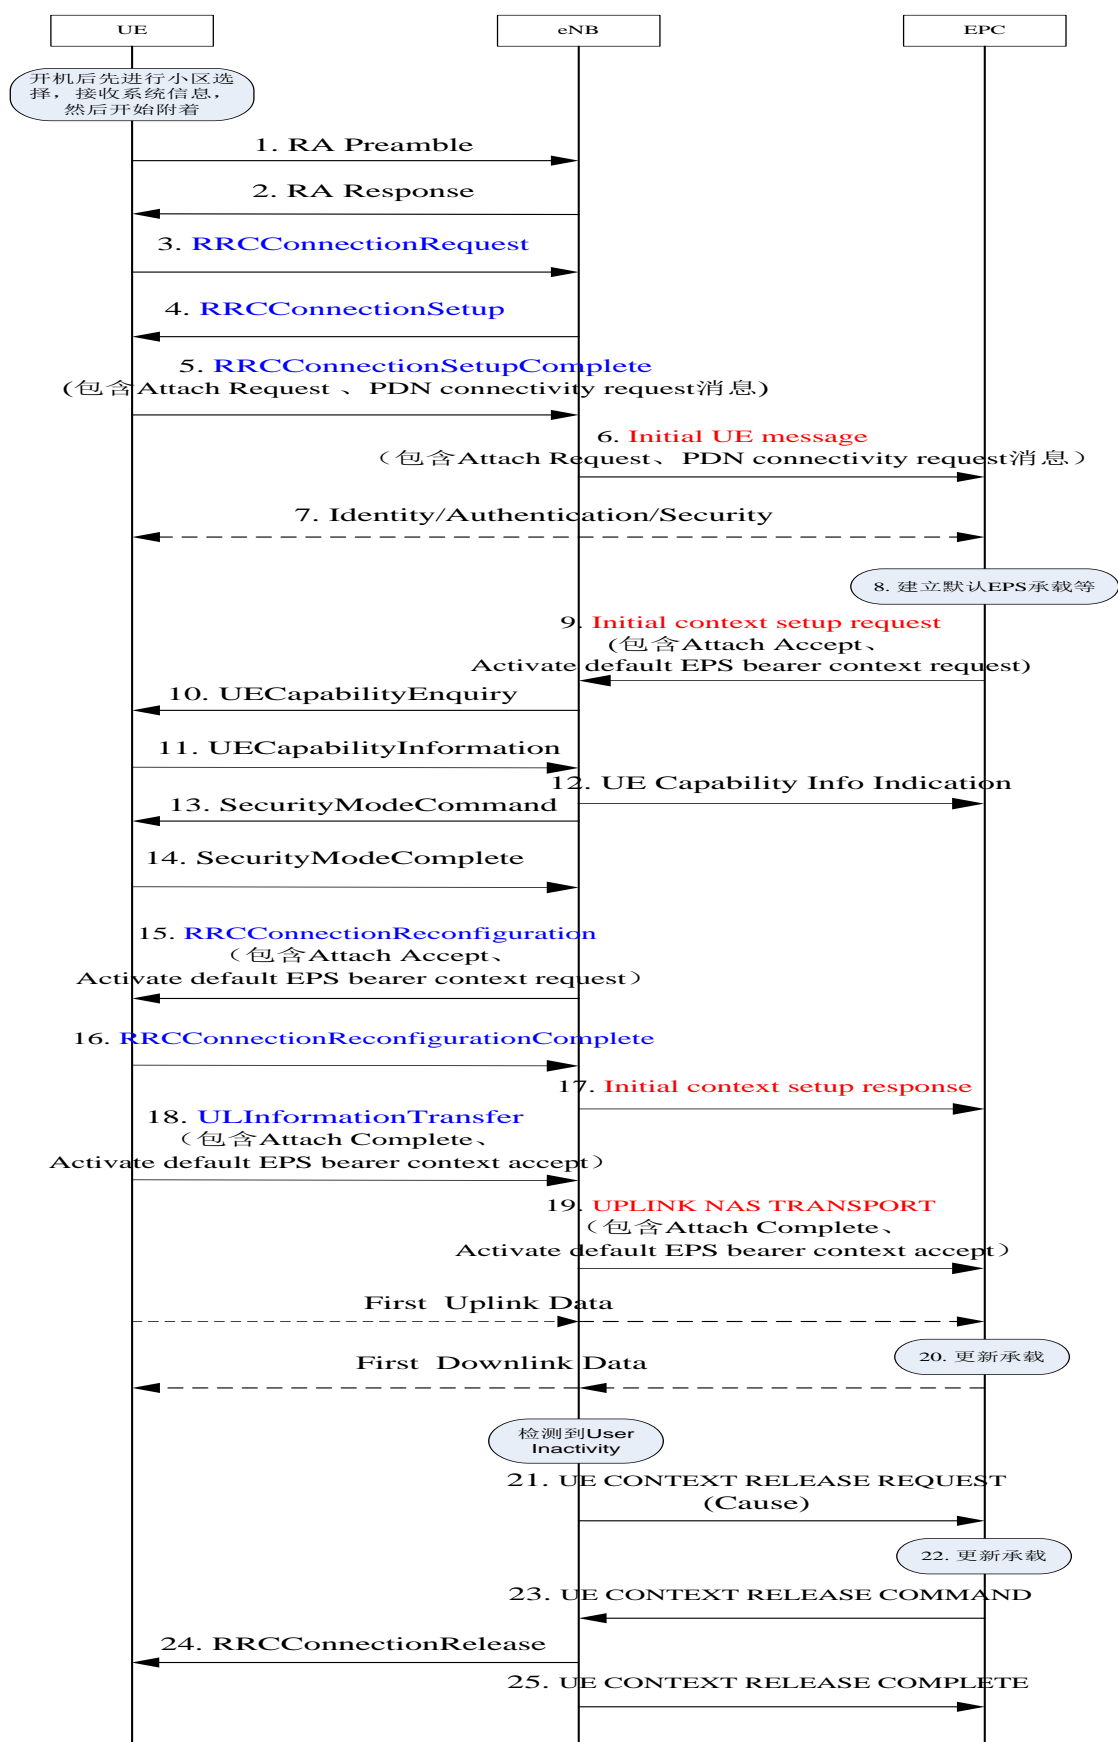 UE
eNB
EPC
开机后先进行小区选
择，接收系统信息，
然后开始附着
1. RA Preamble
2. RA Response
3. RRCConnectionRequest
4. RRCConnectionSetup
5. RRCConnectionSetupComplete
(包含Attach Request 、PDN connectivity request消息)
6. Initial UE message
（包含Attach Request、PDN connectivity request消息）
7. Identity/Authentication/Security
8. 建立默认EPS承载等
9. Initial context setup request
(包含Attach Accept、
Activate default EPS bearer context request)
10. UECapabilityEnquiry
11. UECapabilityInformation
12. UE Capability Info Indication
13. SecurityModeCommand
14. SecurityModeComplete
15. RRCConnectionReconfiguration
（包含Attach Accept、
Activate default EPS bearer context request）
16. RRCConnectionReconfigurationComplete
17. Initial context setup response
18. ULInformationTransfer
（包含Attach Complete、
Activate default EPS bearer context accept）
19. UPLINK NAS TRANSPORT
（包含Attach Complete、
Activate default EPS bearer context accept）
First Uplink Data
20. 更新承载
First Downlink Data
检测到User
Inactivity
21. UE CONTEXT RELEASE REQUEST
(Cause)
22. 更新承载
23. UE CONTEXT RELEASE COMMAND
24. RRCConnectionRelease
25. UE CONTEXT RELEASE COMPLETE